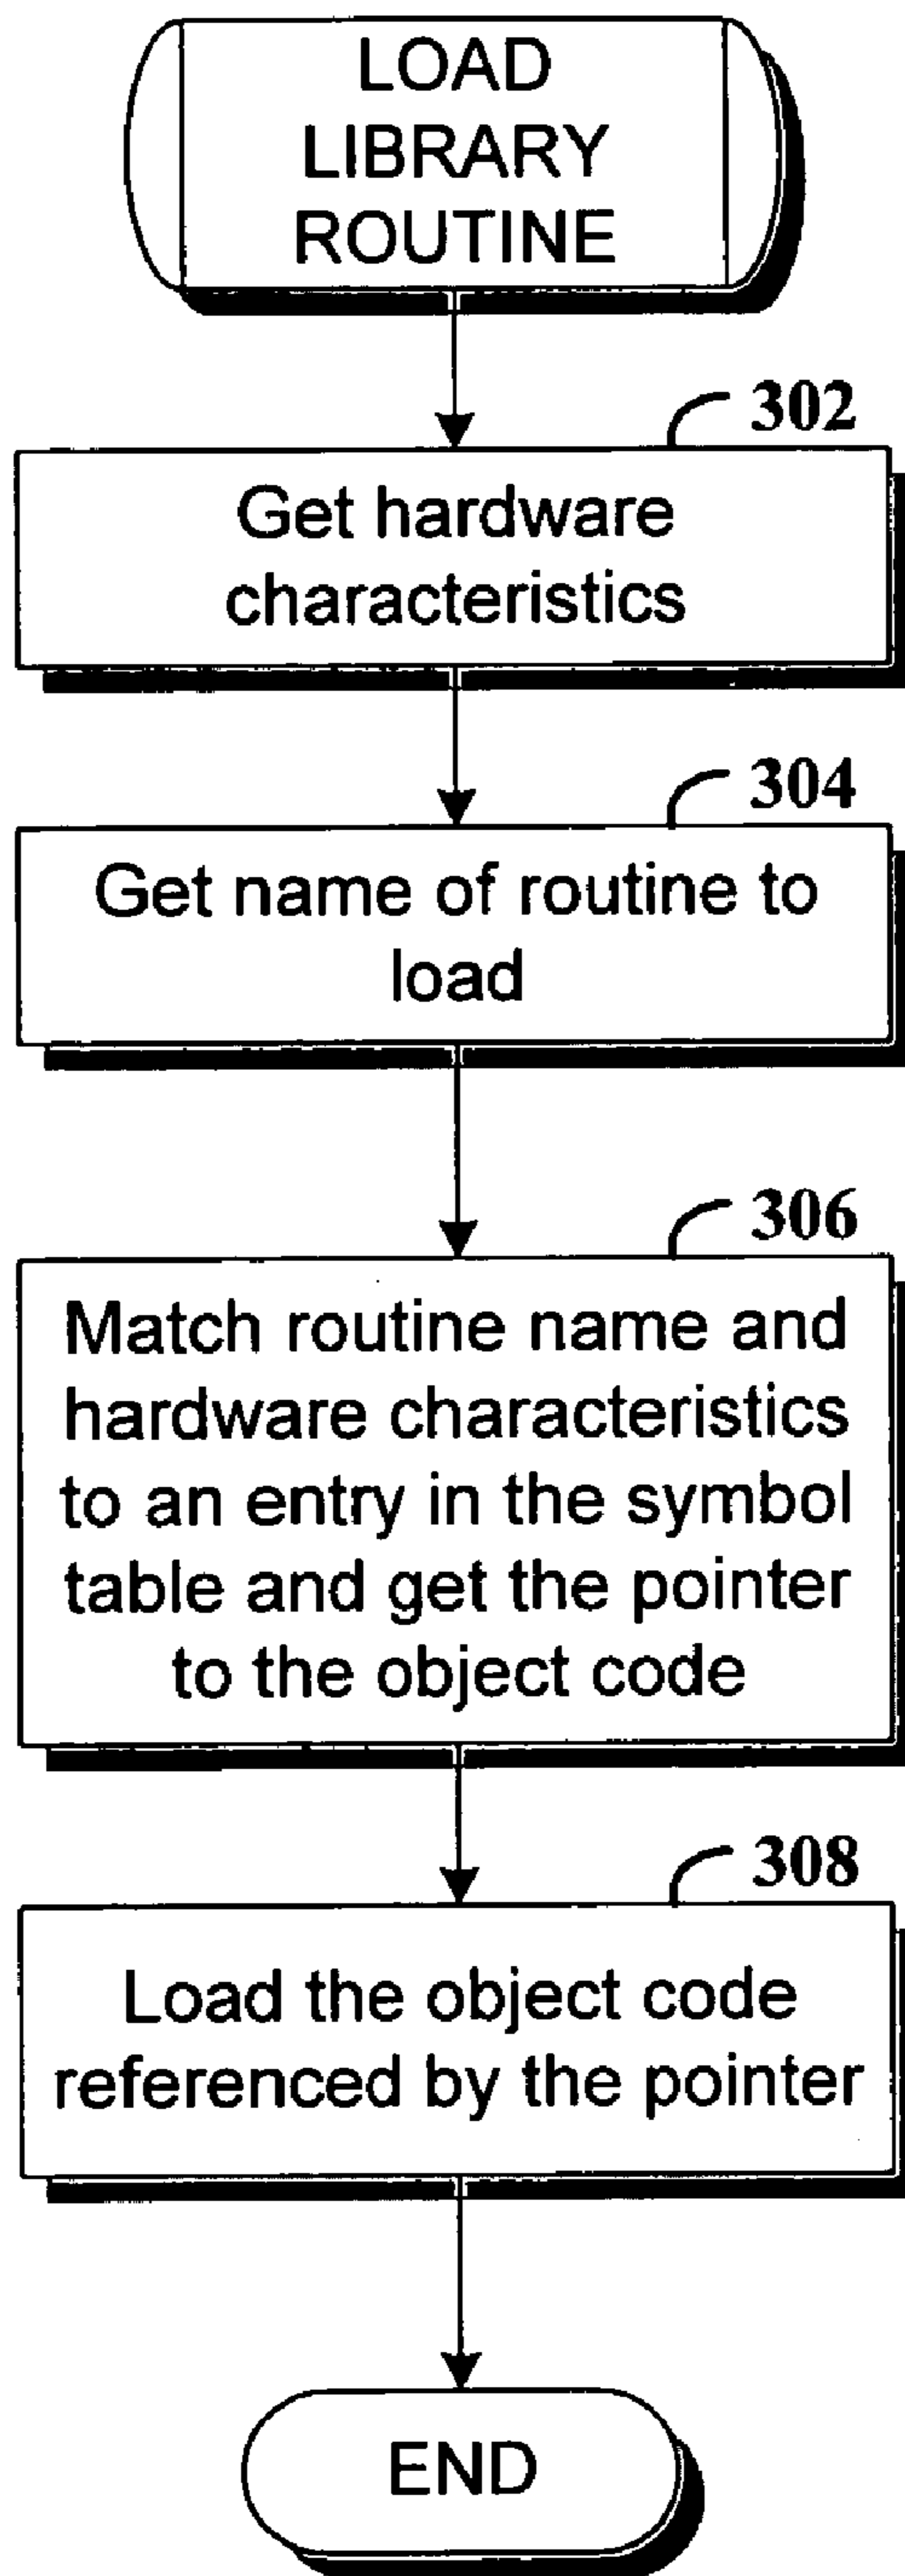 LOAD
LIBRARY
ROUTINE
302
Get hardware
characteristics
304
Get name of routine to
load
306
Match routine name and
hardware characteristics
to an entry in the symbol
table and get the pointer
to the object code
308
Load the object code
referenced by the pointer
END